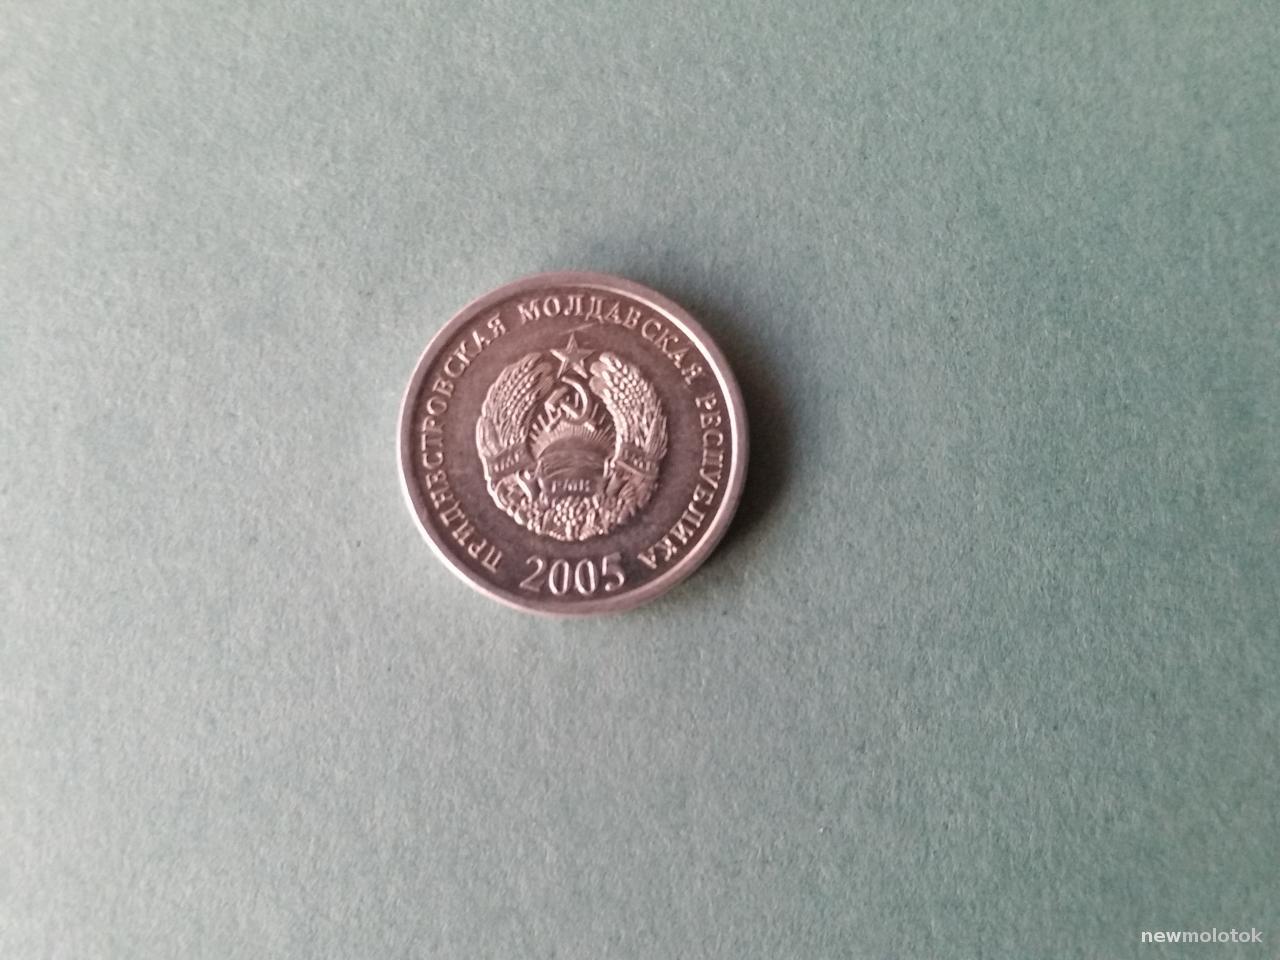 ПРИДНЕСТРОВСКАЯ МОЛДАВСКАЯ РЕСПУБЛИКА
2005
newmolotok